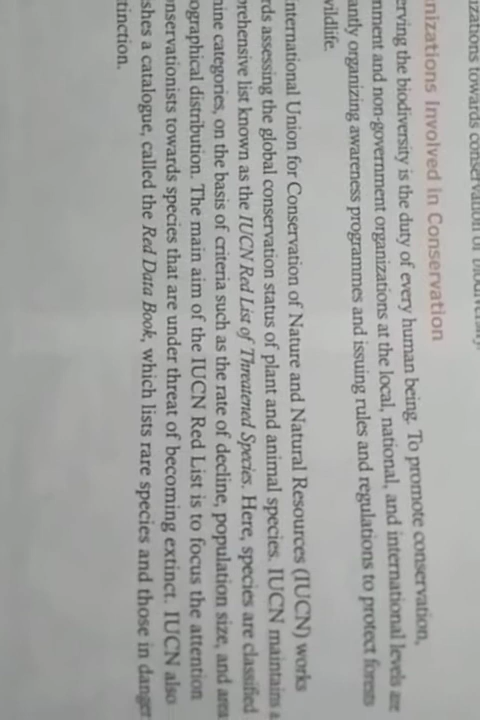 izations towards conservation of biodiversity
nizations Involved in Conservation
erving the biodiversity is the duty of every human being. To promote conservation,
nment and non-government organizations at the local, national, and international levels are
antly organizing awareness programmes and issuing rules and regulations to protect forests
wildlife.
nternational Union for Conservation of Nature and Natural Resources (IUCN) works
rds assessing the global conservation status of plant and animal species. IUCN maintains a
rehensive list known as the IUCN Red List of Threatened Species. Here, species are classified
nine categories, on the basis of criteria such as the rate of decline, population size, and area
ographical distribution. The main aim of the IUCN Red List is to focus the attention
onservationists towards species that are under threat of becoming extinct. IUCN also
shes a catalogue, called the Red Data Book, which lists rare species and those in danger
tinction.